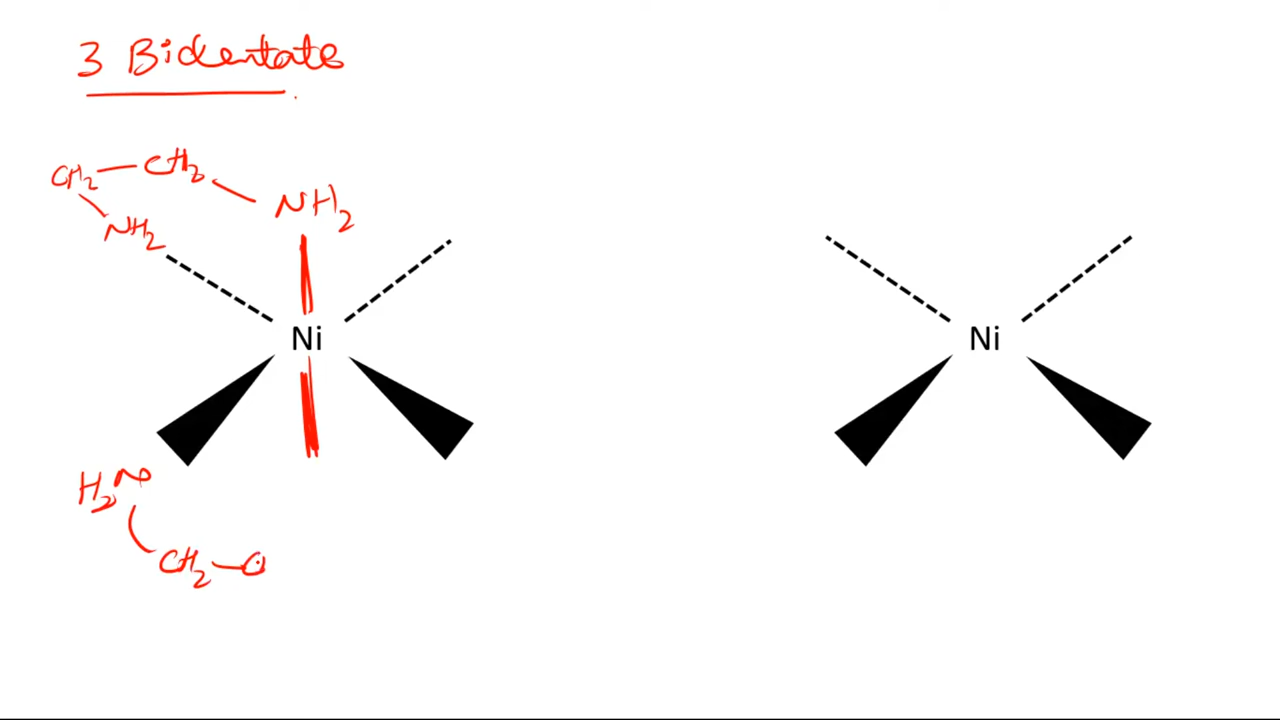 3 Bidentate
CH2 — CH2
NH2
NH2
Ni
Ni
H2N
CH2 — C